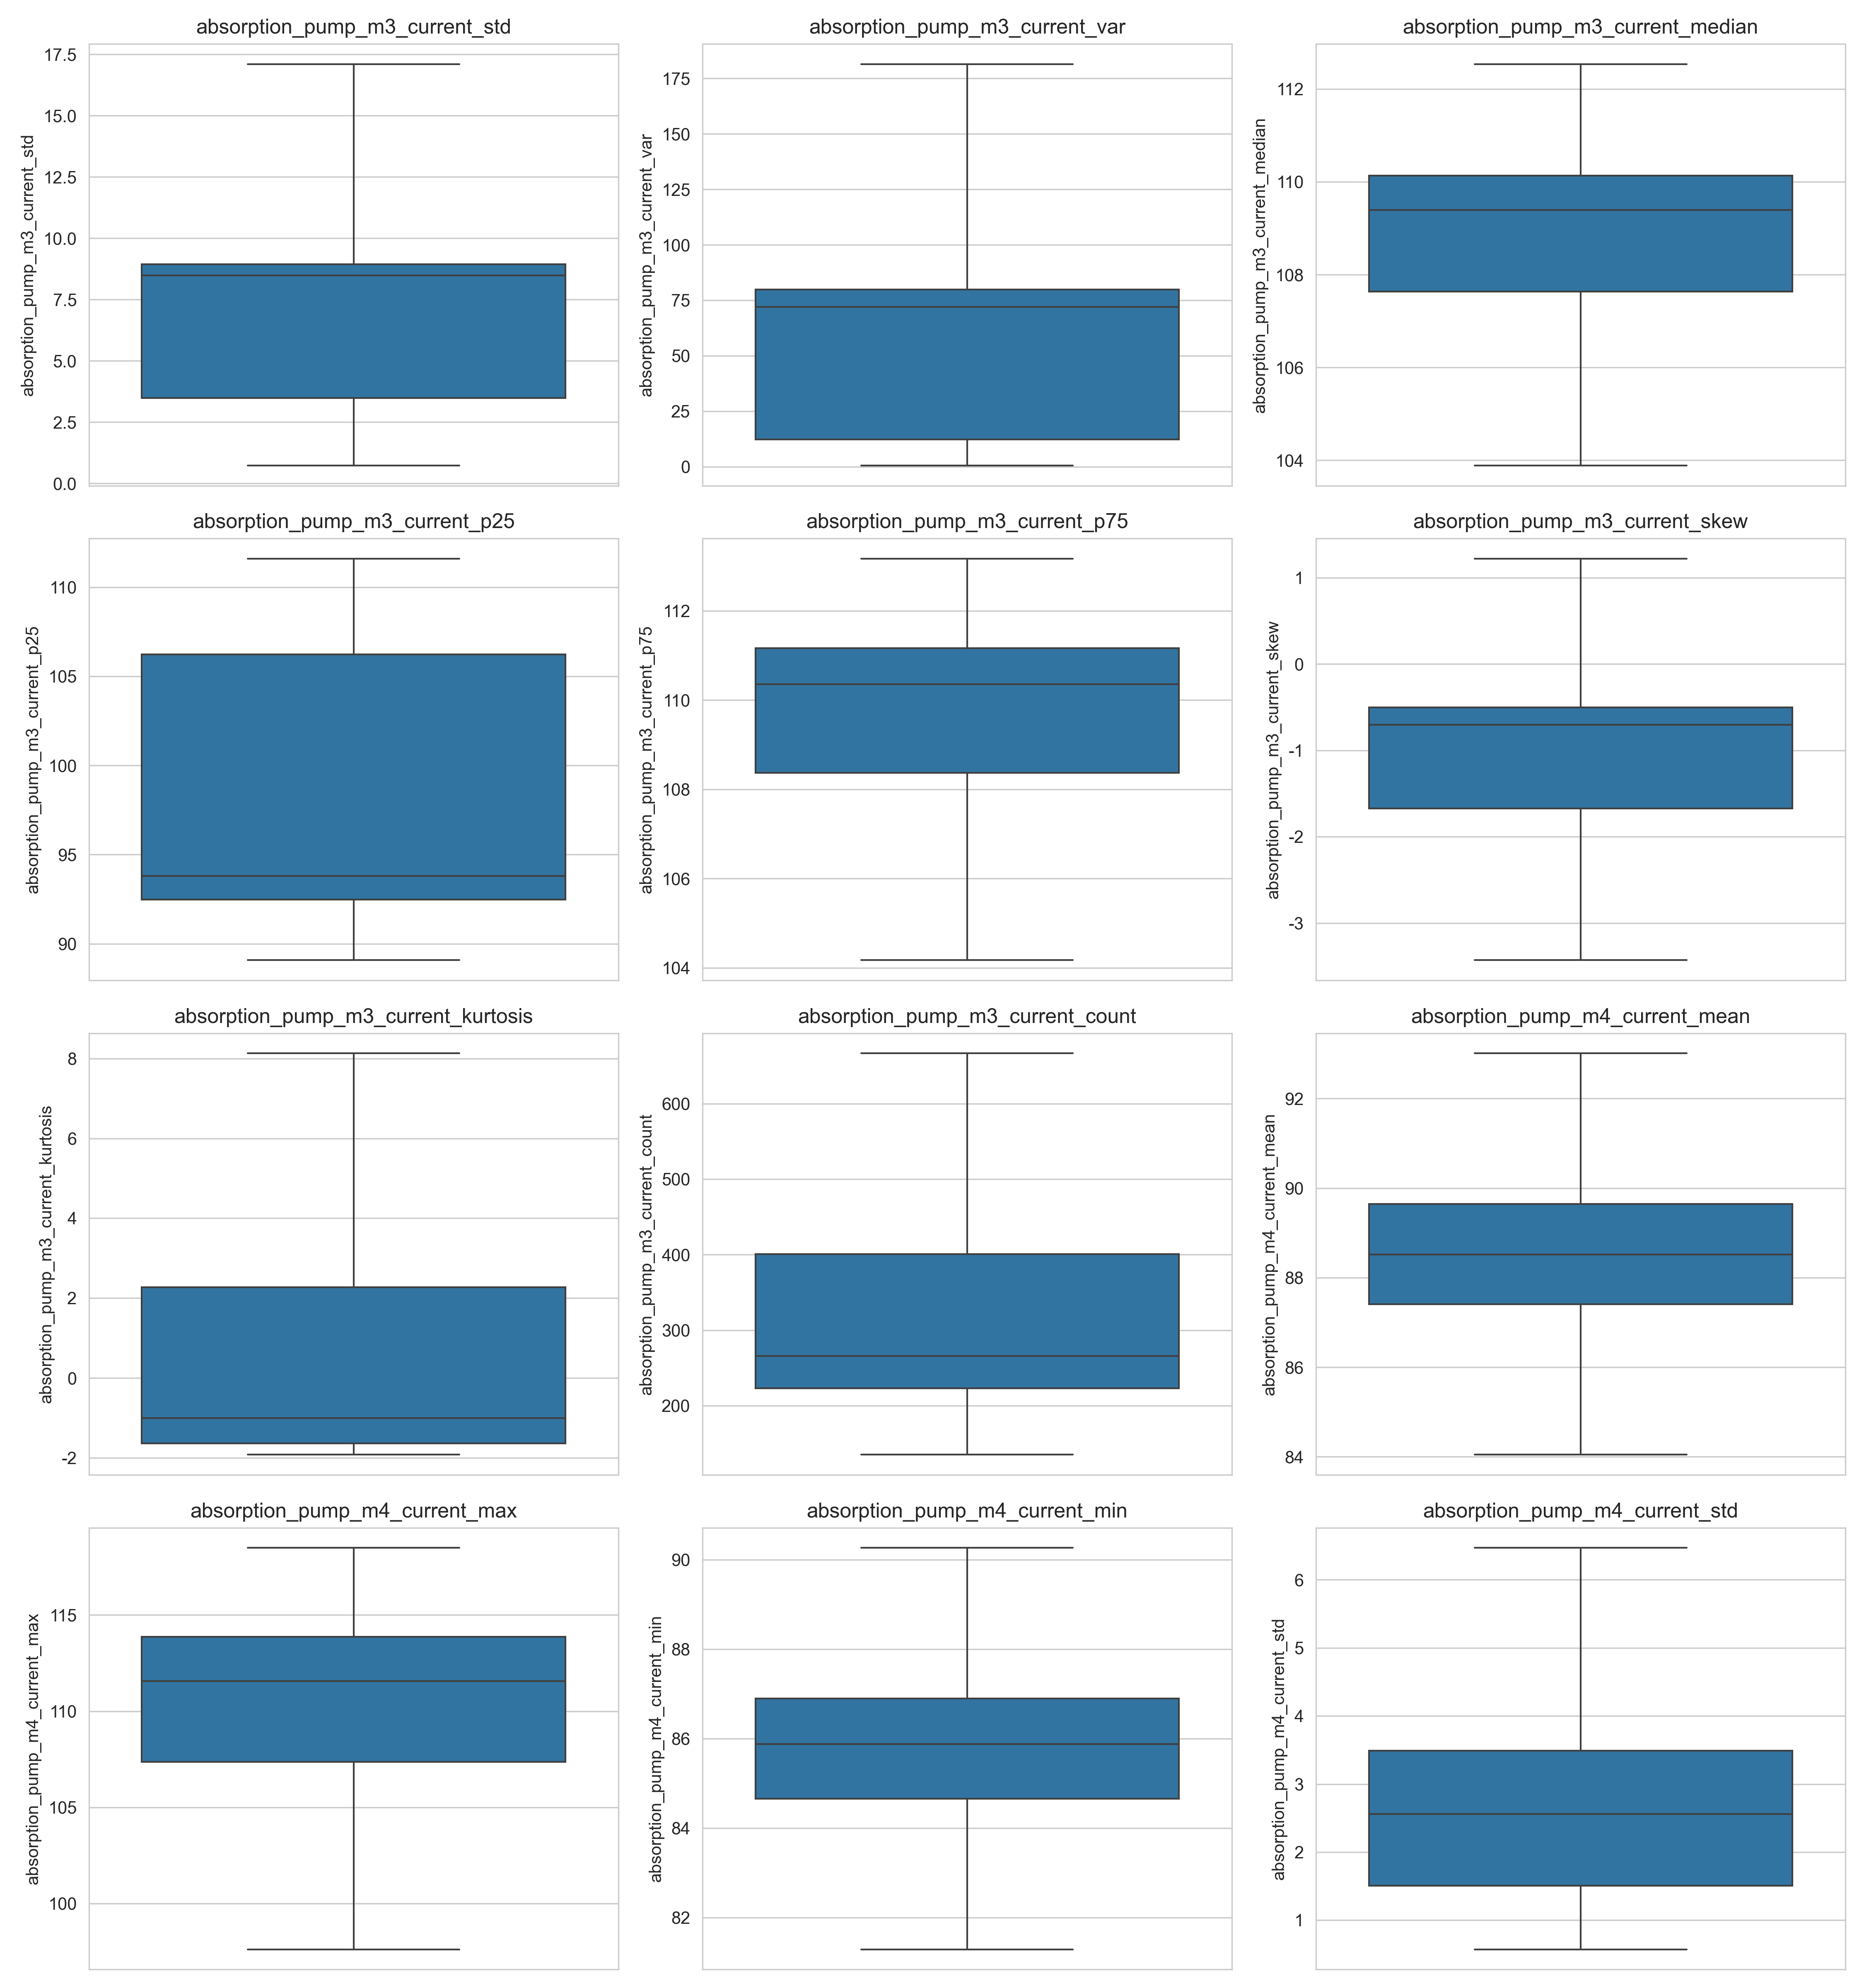 absorption_pump_m3_current_std
absorption_pump_m3_current_std
17.5
15.0
12.5
10.0
7.5
5.0
2.5
0.0
absorption_pump_m3_current_var
absorption_pump_m3_current_var
175
150
125
100
75
50
25
0
absorption_pump_m3_current_median
absorption_pump_m3_current_median
112
110
108
106
104
absorption_pump_m3_current_p25
absorption_pump_m3_current_p25
110
105
100
95
90
absorption_pump_m3_current_p75
absorption_pump_m3_current_p75
112
110
108
106
104
absorption_pump_m3_current_skew
absorption_pump_m3_current_skew
1
0
-1
-2
-3
absorption_pump_m3_current_kurtosis
absorption_pump_m3_current_kurtosis
8
6
4
2
0
-2
absorption_pump_m3_current_count
absorption_pump_m3_current_count
600
500
400
300
200
absorption_pump_m4_current_mean
absorption_pump_m4_current_mean
92
90
88
86
84
absorption_pump_m4_current_max
absorption_pump_m4_current_max
115
110
105
100
absorption_pump_m4_current_min
absorption_pump_m4_current_min
90
88
86
84
82
absorption_pump_m4_current_std
absorption_pump_m4_current_std
6
5
4
3
2
1